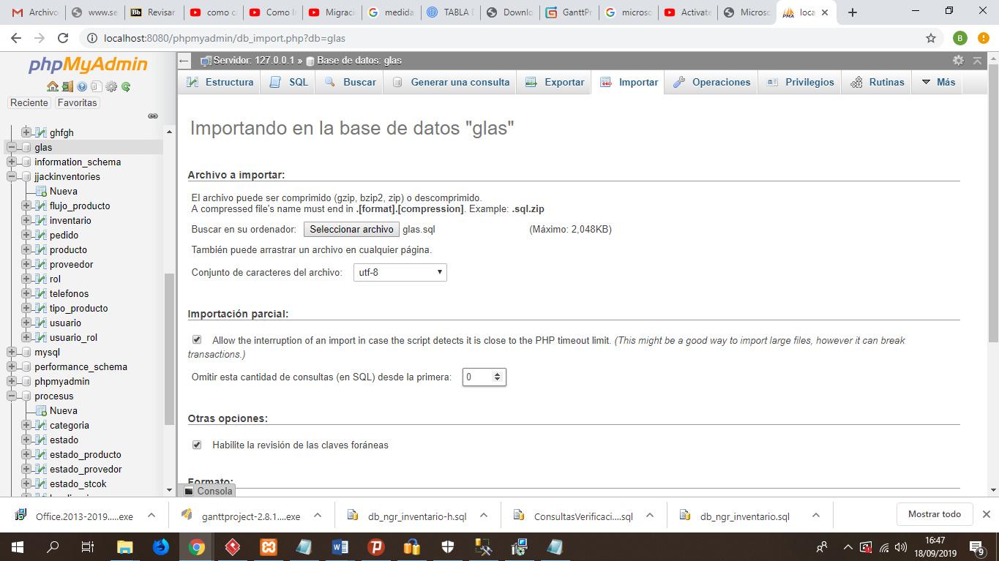 Archivo
www.se
Revisar
como c
Como I
Migraci
medida
TABLA D
Downlo
GanttPr
microso
Activate
Microso
loca
localhost:8080/phpmyadmin/db_import.php?db=glas
B
phpMyAdmin
Servidor: 127.0.0.1 » Base de datos: glas
Estructura SQL Buscar Generar una consulta Exportar Importar Operaciones Privilegios Rutinas Más
Reciente Favoritas
ghfgh
glas
information_schema
jjackinventories
Nueva
flujo_producto
inventario
pedido
producto
proveedor
rol
telefonos
tipo_producto
usuario
usuario_rol
mysql
performance_schema
phpmyadmin
procesus
Nueva
categoria
estado
estado_producto
estado_provedor
estado_stcok
Importando en la base de datos "glas"
Archivo a importar:
El archivo puede ser comprimido (gzip, bzip2, zip) o descomprimido.
A compressed file's name must end in .[format].[compression]. Example: .sql.zip
Buscar en su ordenador: Seleccionar archivo glas.sql (Máximo: 2,048KB)
También puede arrastrar un archivo en cualquier página.
Conjunto de caracteres del archivo: utf-8
Importación parcial:
Allow the interruption of an import in case the script detects it is close to the PHP timeout limit. (This might be a good way to import large files, however it can break
transactions.)
Omitir esta cantidad de consultas (en SQL) desde la primera: 0
Otras opciones:
Habilite la revisión de las claves foráneas
Formato:
Consola
Office.2013-2019.....exe
ganttproject-2.8.1....exe
db_ngr_inventario-h.sql
ConsultasVerificaci....sql
db_ngr_inventario.sql
Mostrar todo
16:47
18/09/2019
9